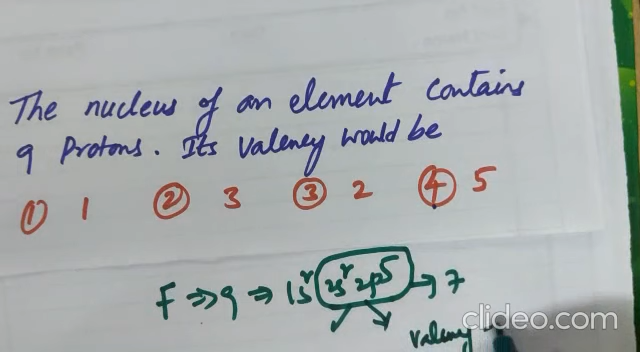 The nucleus of an element contains
9 Protons. Its valency would be
① 1 ② 3 ③ 2 ④ 5
F ⇒ 9 ⇒ 1s² 2s² 2p⁵ → 7
valency
clideo.com